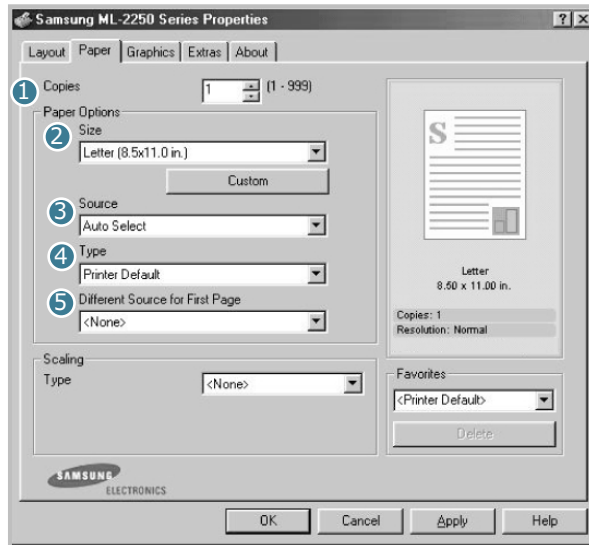 Samsung ML-2250 Series Properties
Layout Paper Graphics Extras About
1 Copies 1 (1 - 999)
Paper Options
2 Size
Letter (8.5x11.0 in.)
Custom
3 Source
Auto Select
4 Type
Printer Default
5 Different Source for First Page
<None>
Scaling
Type <None>
SAMSUNG
ELECTRONICS
S
Letter
8.50 x 11.00 in.
Copies: 1
Resolution: Normal
Favorites
<Printer Default>
Delete
OK Cancel Apply Help